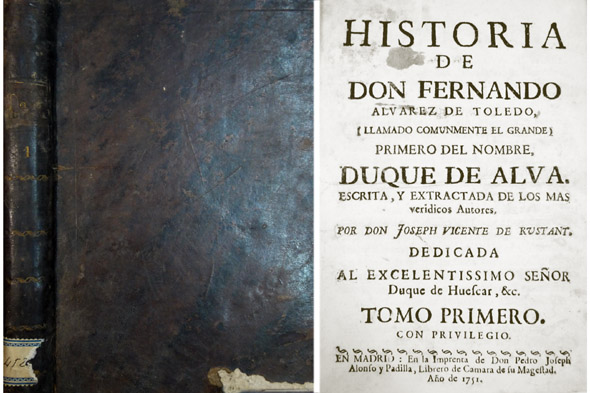 1
HISTORIA
DE
DON FERNANDO
ALVAREZ DE TOLEDO,
(LLAMADO COMUNMENTE EL GRANDE)
PRIMERO DEL NOMBRE,
DUQUE DE ALVA.
ESCRITA, Y EXTRACTADA DE LOS MAS
veridicos Autores,
POR DON JOSEPH VICENTE DE RUSTANT.
DEDICADA
AL EXCELENTISSIMO SEÑOR
Duque de Huescar, &c.
TOMO PRIMERO.
CON PRIVILEGIO.
EN MADRID: En la Imprenta de Don Pedro Joseph
Alonso y Padilla, Librero de Camara de su Magestad.
Año de 1751.